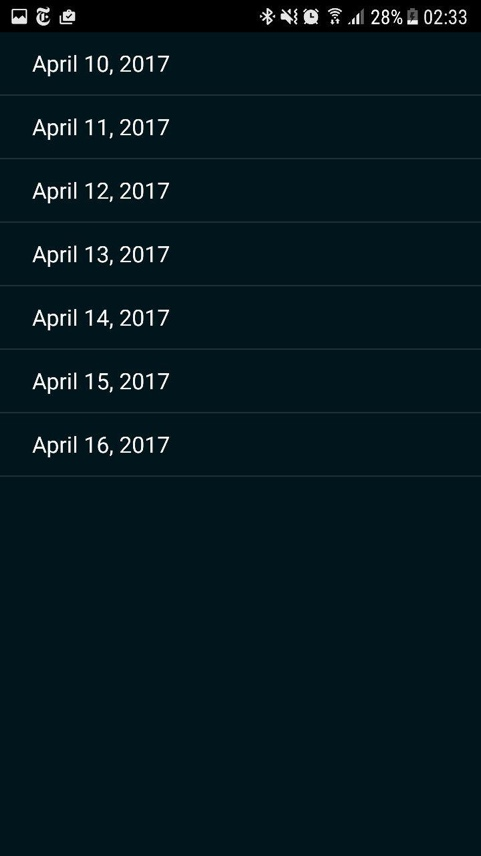 28% 02:33
April 10, 2017
April 11, 2017
April 12, 2017
April 13, 2017
April 14, 2017
April 15, 2017
April 16, 2017